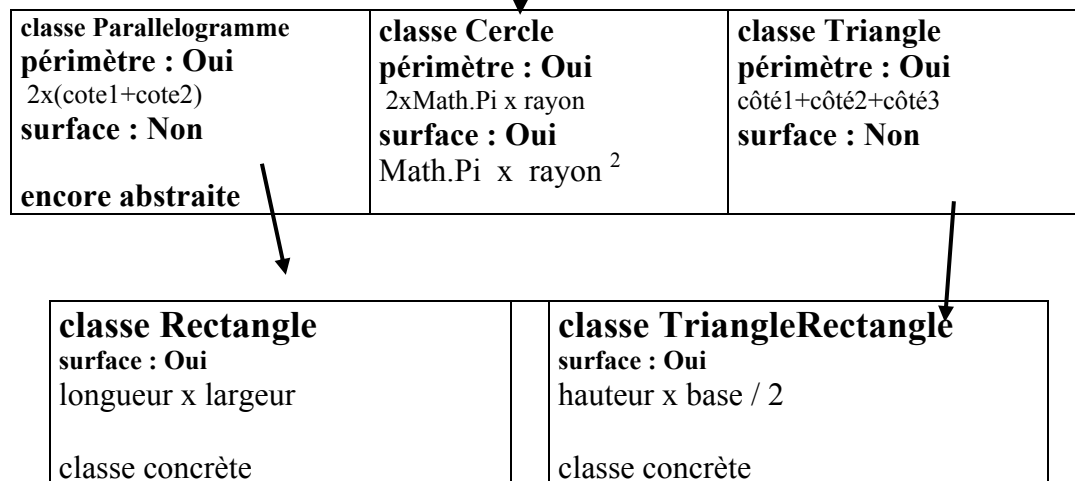 classe Parallelogramme
périmètre : Oui
2x(cote1+cote2)
surface : Non
encore abstraite
classe Cercle
périmètre : Oui
2xMath.Pi x rayon
surface : Oui
Math.Pi x rayon ²
classe Triangle
périmètre : Oui
côté1+côté2+côté3
surface : Non
classe Rectangle
surface : Oui
longueur x largeur
classe concrète
classe TriangleRectangle
surface : Oui
hauteur x base / 2
classe concrète